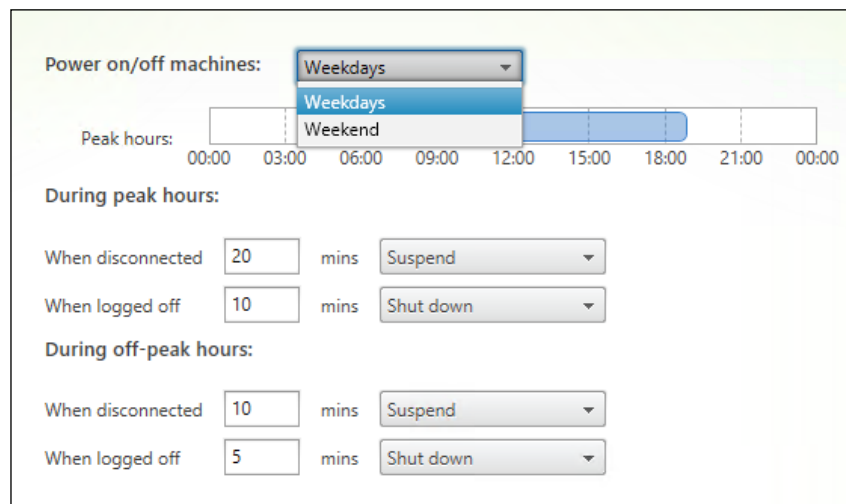 Power on/off machines: Weekdays
Weekdays
Weekend
Peak hours:
00:00 03:00 06:00 09:00 12:00 15:00 18:00 21:00 00:00
During peak hours:
When disconnected 20 mins Suspend
When logged off 10 mins Shut down
During off-peak hours:
When disconnected 10 mins Suspend
When logged off 5 mins Shut down